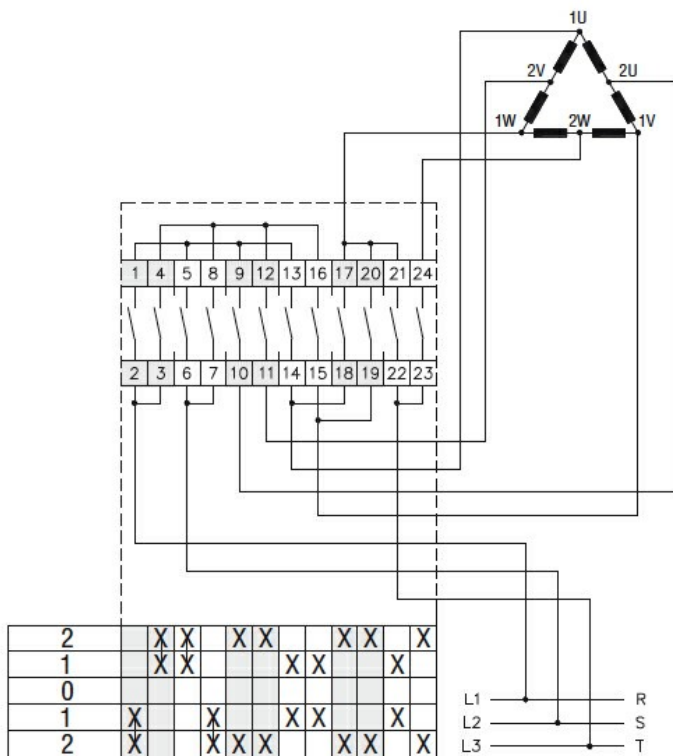 1U
2V 2U
1W 2W 1V
1 4 5 8 9 12 13 16 17 20 21 24
2 3 6 7 10 11 14 15 18 19 22 23
2 X X X X X X X
1 X X X X X
0
1 X X X X X
2 X X X X X X X
L1 R
L2 S
L3 T